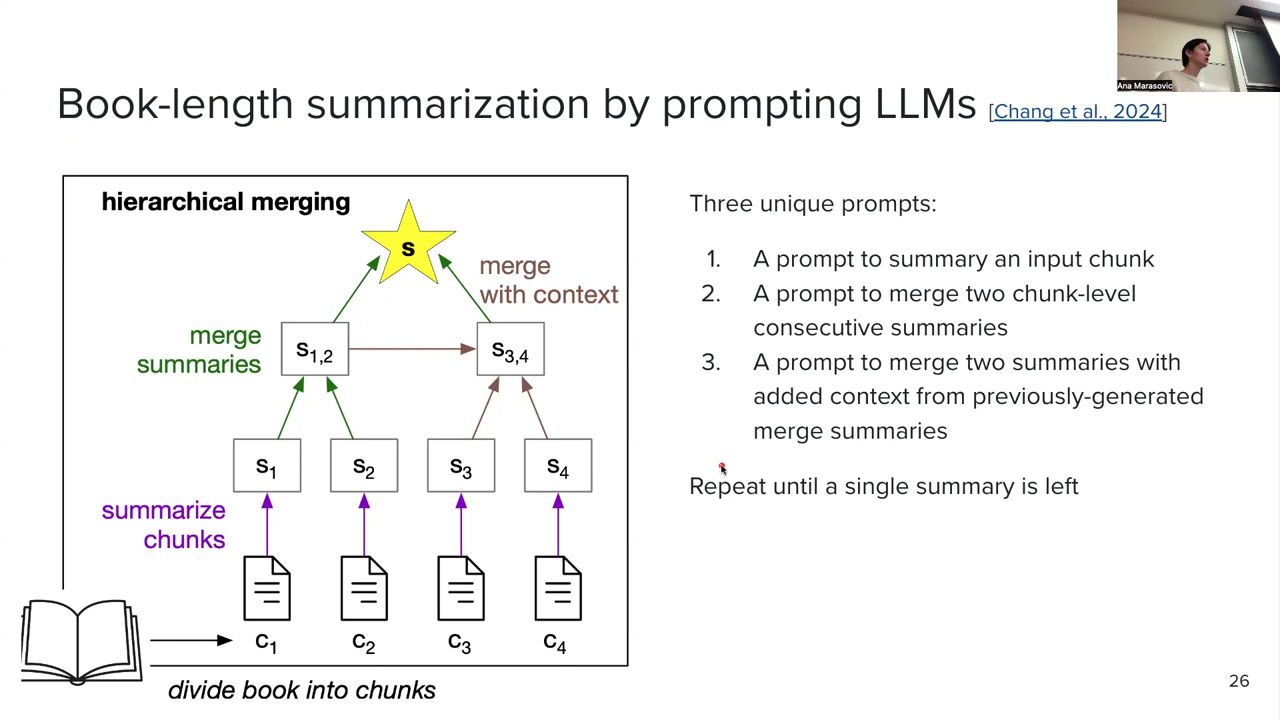 Ana Marasovic
Book-length summarization by prompting LLMs [Chang et al., 2024]
hierarchical merging
s
merge
with context
merge
summaries
s1,2
s3,4
s1
s2
s3
s4
summarize
chunks
c1
c2
c3
c4
divide book into chunks
Three unique prompts:
1. A prompt to summary an input chunk
2. A prompt to merge two chunk-level
consecutive summaries
3. A prompt to merge two summaries with
added context from previously-generated
merge summaries
Repeat until a single summary is left
26